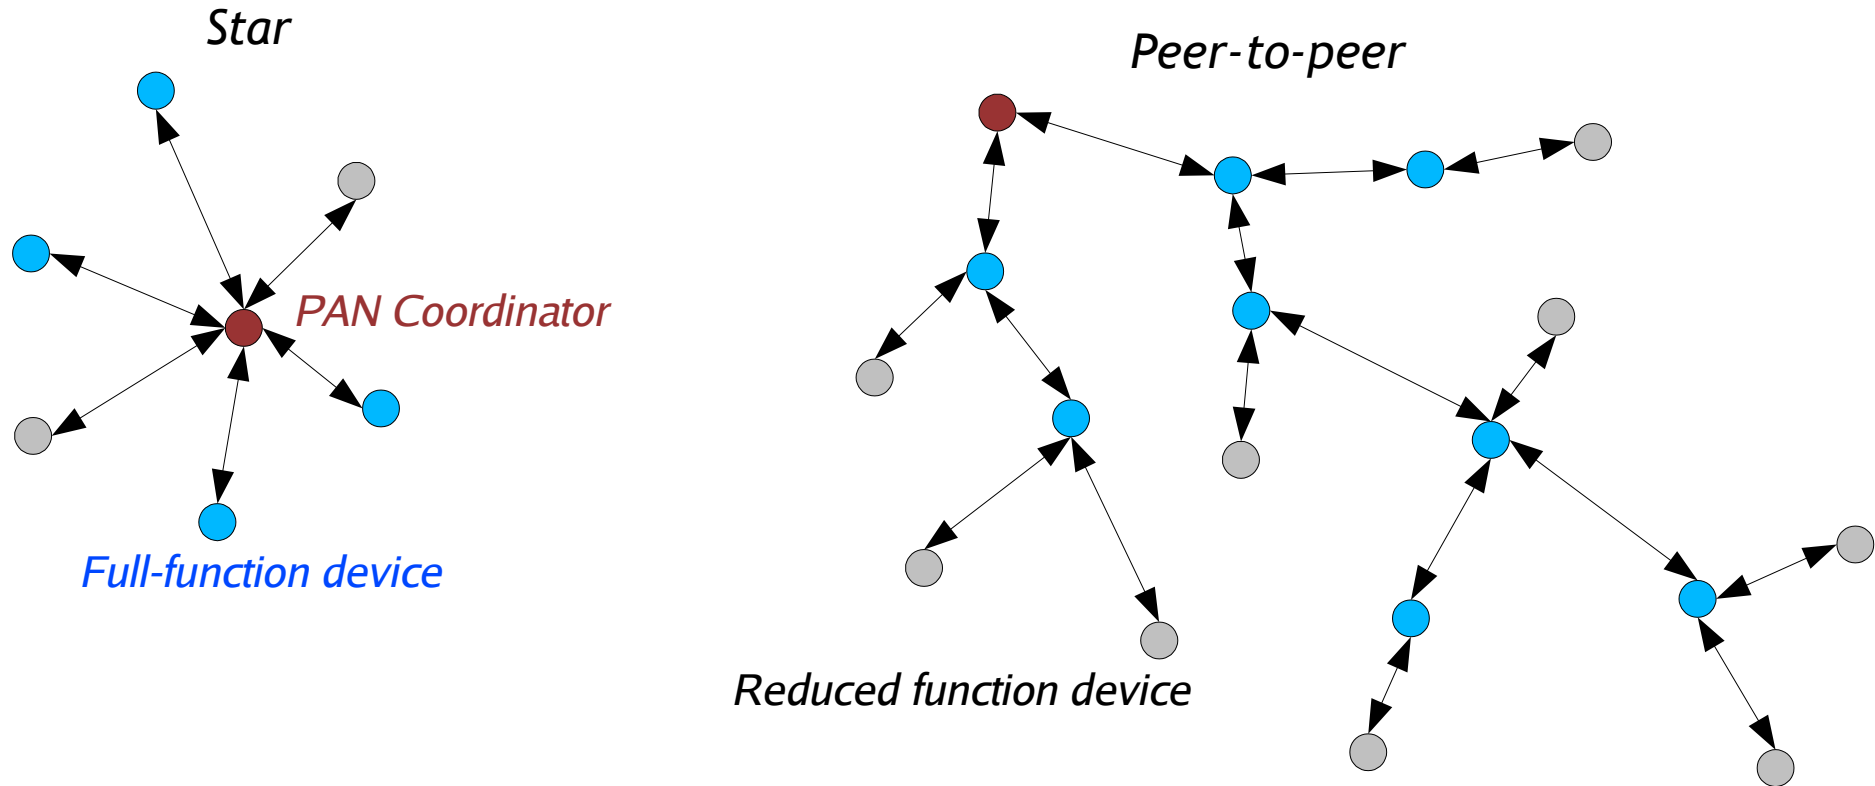 Star
Peer-to-peer
PAN Coordinator
Full-function device
Reduced function device